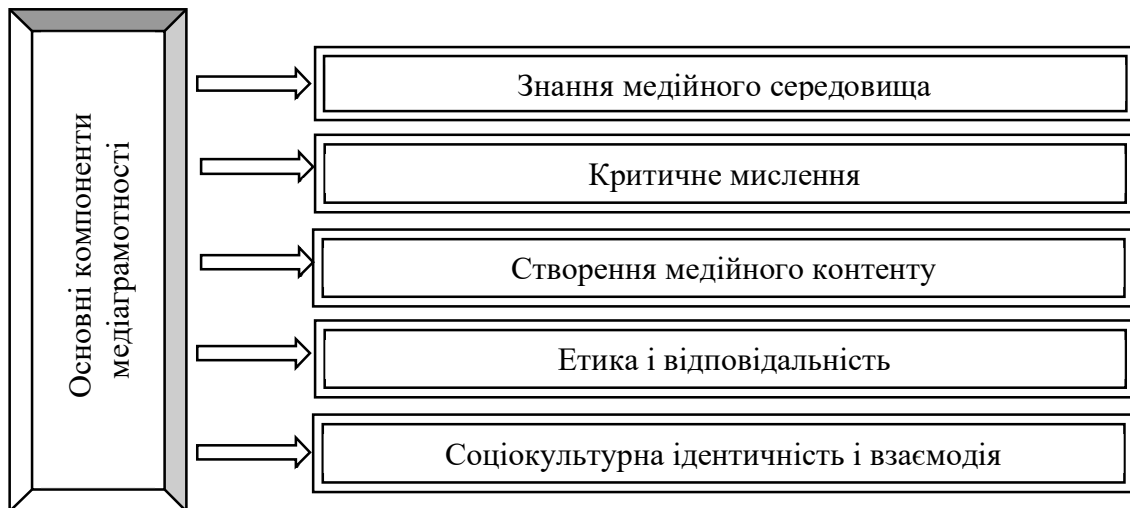 Основні компоненти
медіаграмотності
Знання медійного середовища
Критичне мислення
Створення медійного контенту
Етика і відповідальність
Соціокультурна ідентичність і взаємодія